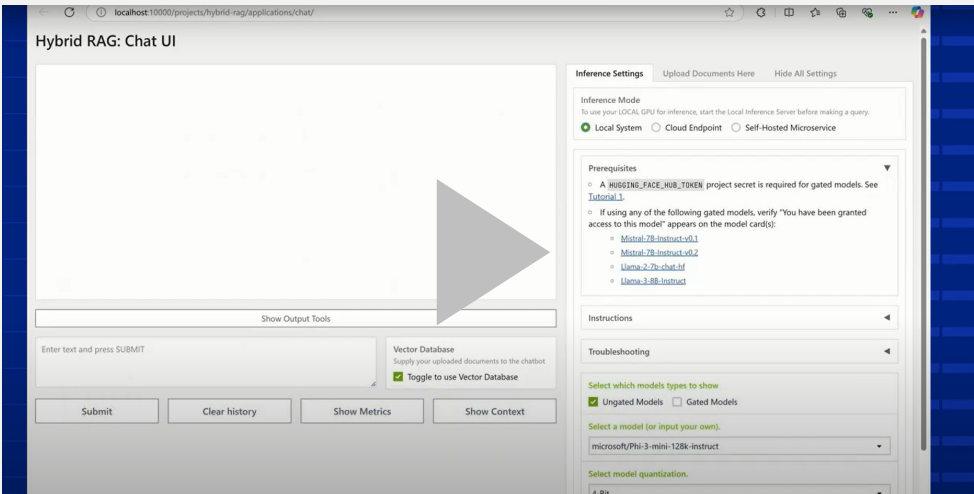 localhost:10000/projects/hybrid-rag/applications/chat/
Hybrid RAG: Chat UI
Inference Settings
Upload Documents Here
Hide All Settings
Inference Mode
To use your LOCAL GPU for inference, start the Local Inference Server before making a query.
Local System
Cloud Endpoint
Self-Hosted Microservice
Prerequisites
A HUGGING_FACE_HUB_TOKEN project secret is required for gated models. See
Tutorial 1.
If using any of the following gated models, verify "You have been granted
access to this model" appears on the model card(s):
Mistral-7B-Instruct-v0.1
Mistral-7B-Instruct-v0.2
Llama-2-7b-chat-hf
Llama-3-8B-Instruct
Show Output Tools
Instructions
Enter text and press SUBMIT
Vector Database
Supply your uploaded documents to the chatbot
Toggle to use Vector Database
Troubleshooting
Submit
Clear history
Show Metrics
Show Context
Select which models types to show
Ungated Models
Gated Models
Select a model (or input your own).
microsoft/Phi-3-mini-128k-instruct
Select model quantization.
4-Bit